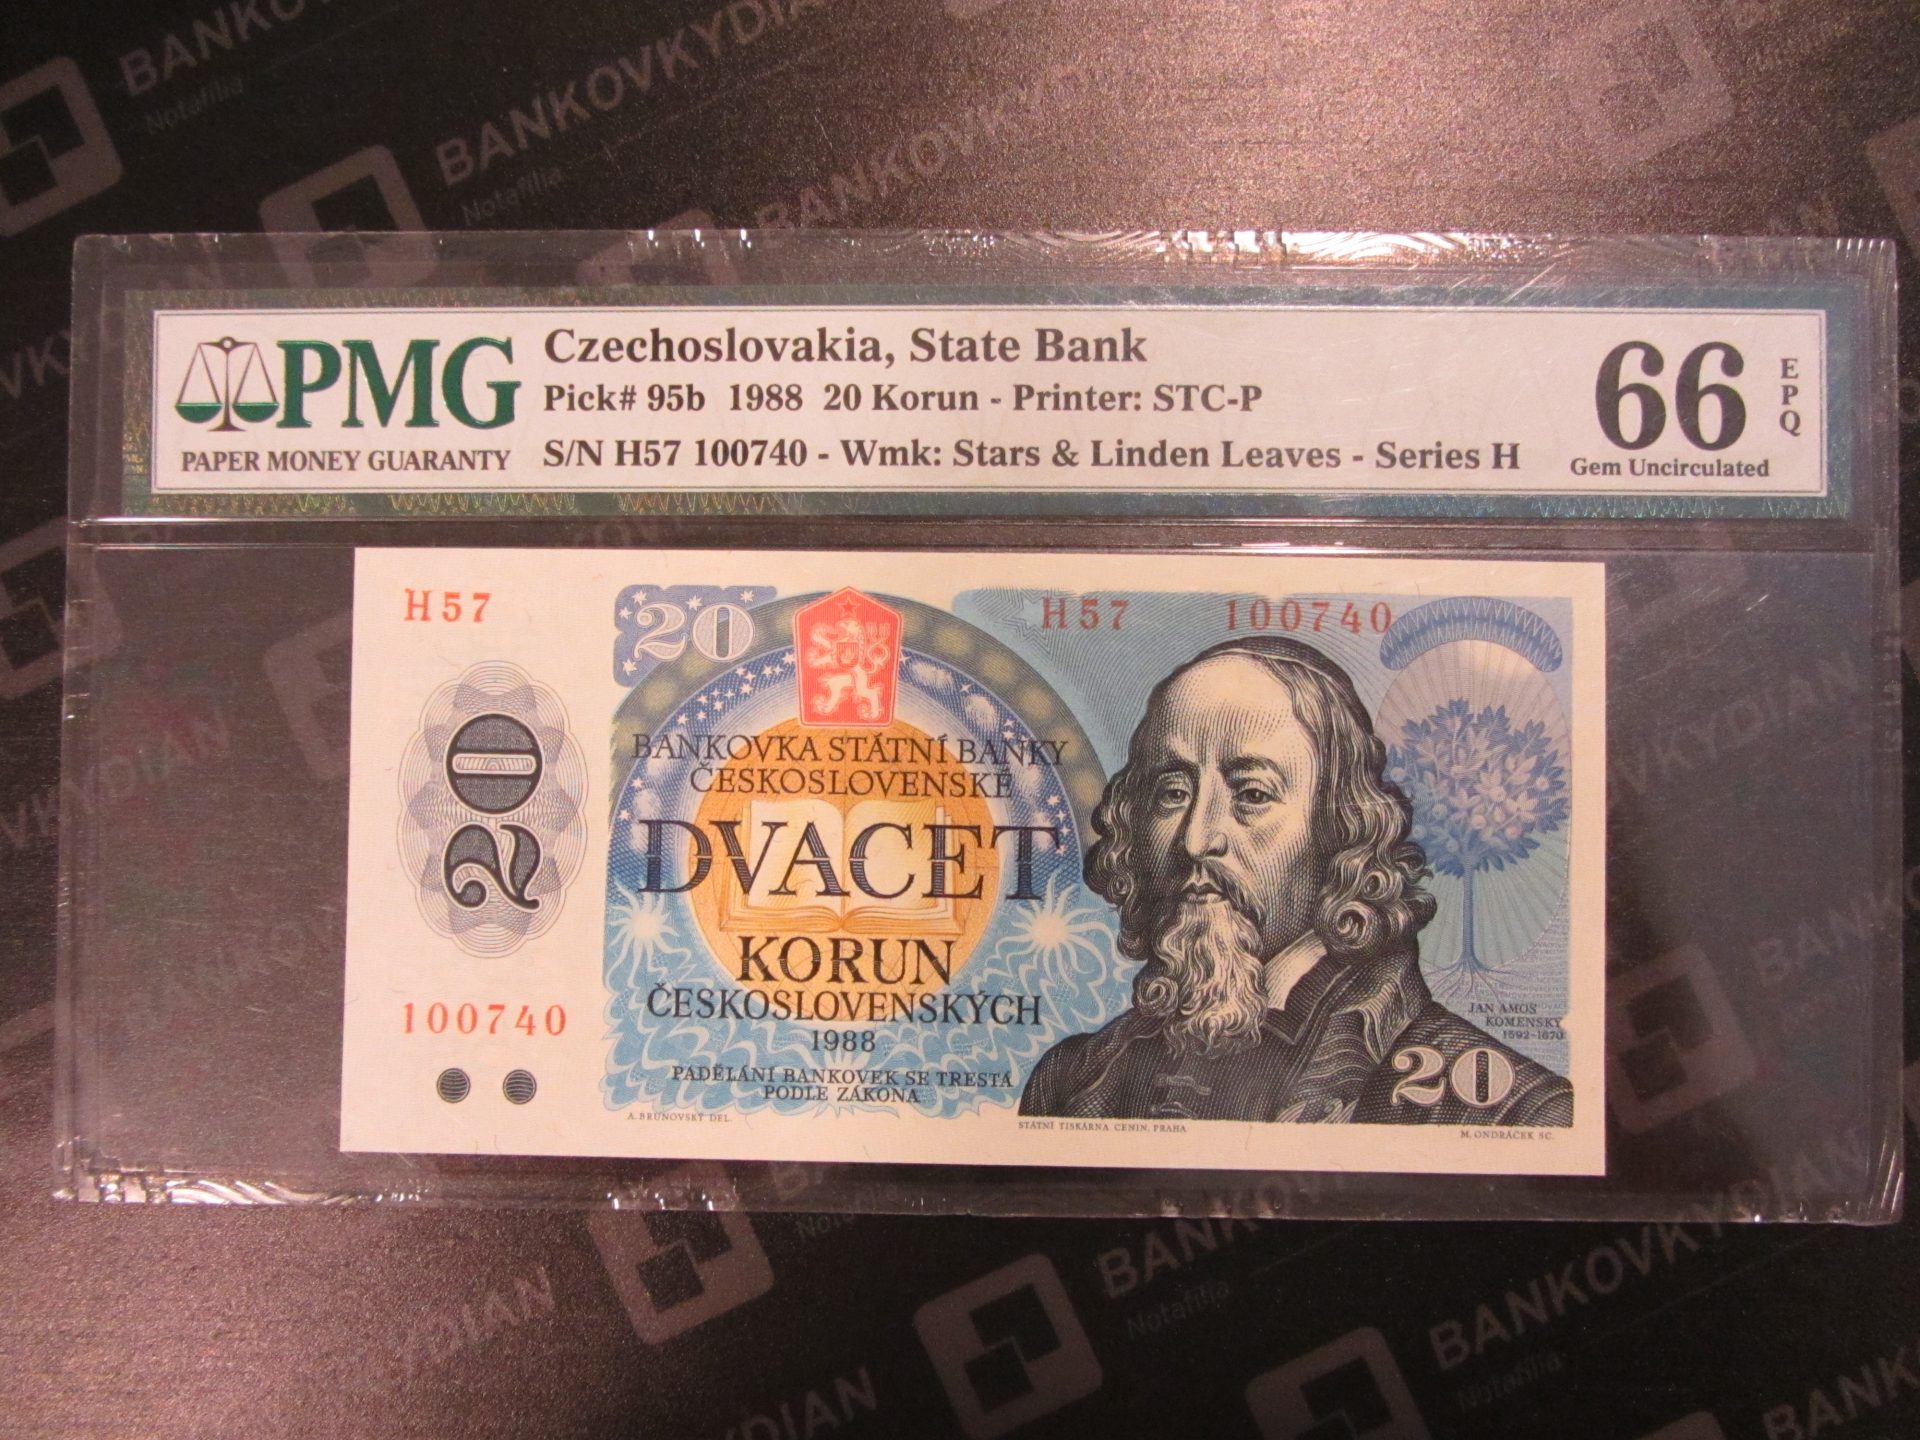 BANKOVKYDIAN
Notafilia
PMG
PAPER MONEY GUARANTY
Czechoslovakia, State Bank
Pick# 95b 1988 20 Korun - Printer: STC-P
S/N H57 100740 - Wmk: Stars & Linden Leaves - Series H
66
EPQ
Gem Uncirculated
H57
20
H57 100740
20
BANKOVKA STÁTNÍ BANKY
ČESKOSLOVENSKÉ
DVACET
KORUN
ČESKOSLOVENSKÝCH
1988
PADĚLÁNÍ BANKOVEK SE TRESTÁ
PODLE ZÁKONA
100740
JAN AMOS
KOMENSKÝ
1592-1670
20
A. BRUNOVSKÝ DEL.
STÁTNÍ TISKÁRNA CENIN, PRAHA
M. ONDRÁČEK SC.